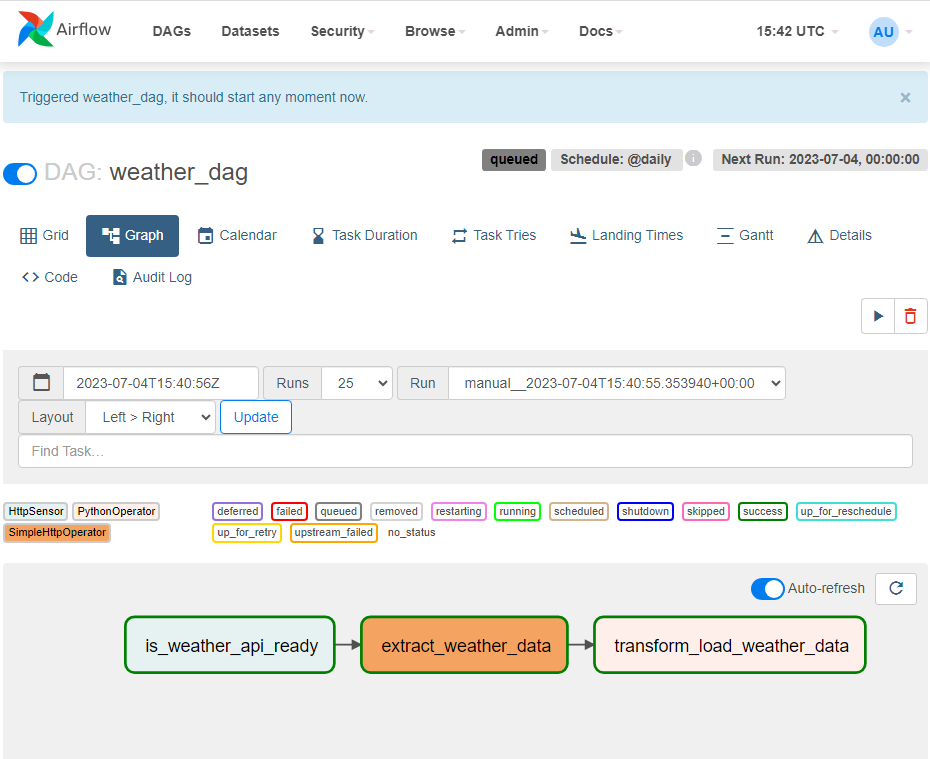 Airflow DAGs Datasets Security Browse Admin Docs 15:42 UTC AU
Triggered weather_dag, it should start any moment now. ×
queued Schedule: @daily i Next Run: 2023-07-04, 00:00:00
DAG: weather_dag
Grid Graph Calendar Task Duration Task Tries Landing Times Gantt Details
Code Audit Log
2023-07-04T15:40:56Z Runs 25 Run manual__2023-07-04T15:40:55.353940+00:00
Layout Left > Right Update
Find Task...
HttpSensor PythonOperator deferred failed queued removed restarting running scheduled shutdown skipped success up_for_reschedule
SimpleHttpOperator up_for_retry upstream_failed no_status
Auto-refresh
is_weather_api_ready extract_weather_data transform_load_weather_data